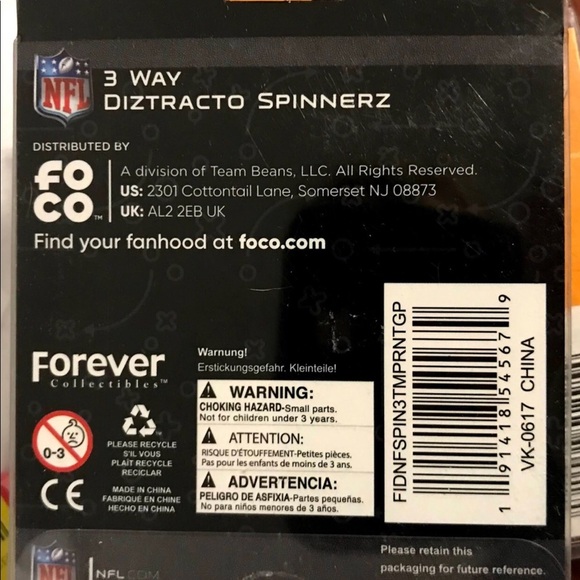 NFL
3 WAY
DIZTRACTO SPINNERZ
DISTRIBUTED BY
FOCO™
A division of Team Beans, LLC. All Rights Reserved.
US: 2301 Cottontail Lane, Somerset NJ 08873
UK: AL2 2EB UK
Find your fanhood at foco.com
Forever
Collectibles™
0-3
PLEASE RECYCLE
S'IL VOUS
PLAIT RECYCLE
RECICLAR
CE
MADE IN CHINA
FABRIQUÉ EN CHINE
HECHO EN CHINA
Warnung!
Erstickungsgefahr. Kleinteile!
WARNING:
CHOKING HAZARD-Small parts.
Not for children under 3 years.
ATTENTION:
RISQUE D'ÉTOUFFEMENT-Petites pièces.
Pas pour les enfants de moins de 3 ans.
ADVERTENCIA:
PELIGRO DE ASFIXIA-Partes pequeñas.
No para niños menores de 3 años.
FIDNFSPIN3TMPRNTGP
1 91418 54567 9
VK-0617 CHINA
NFL
NFL.COM
Please retain this
packaging for future reference.